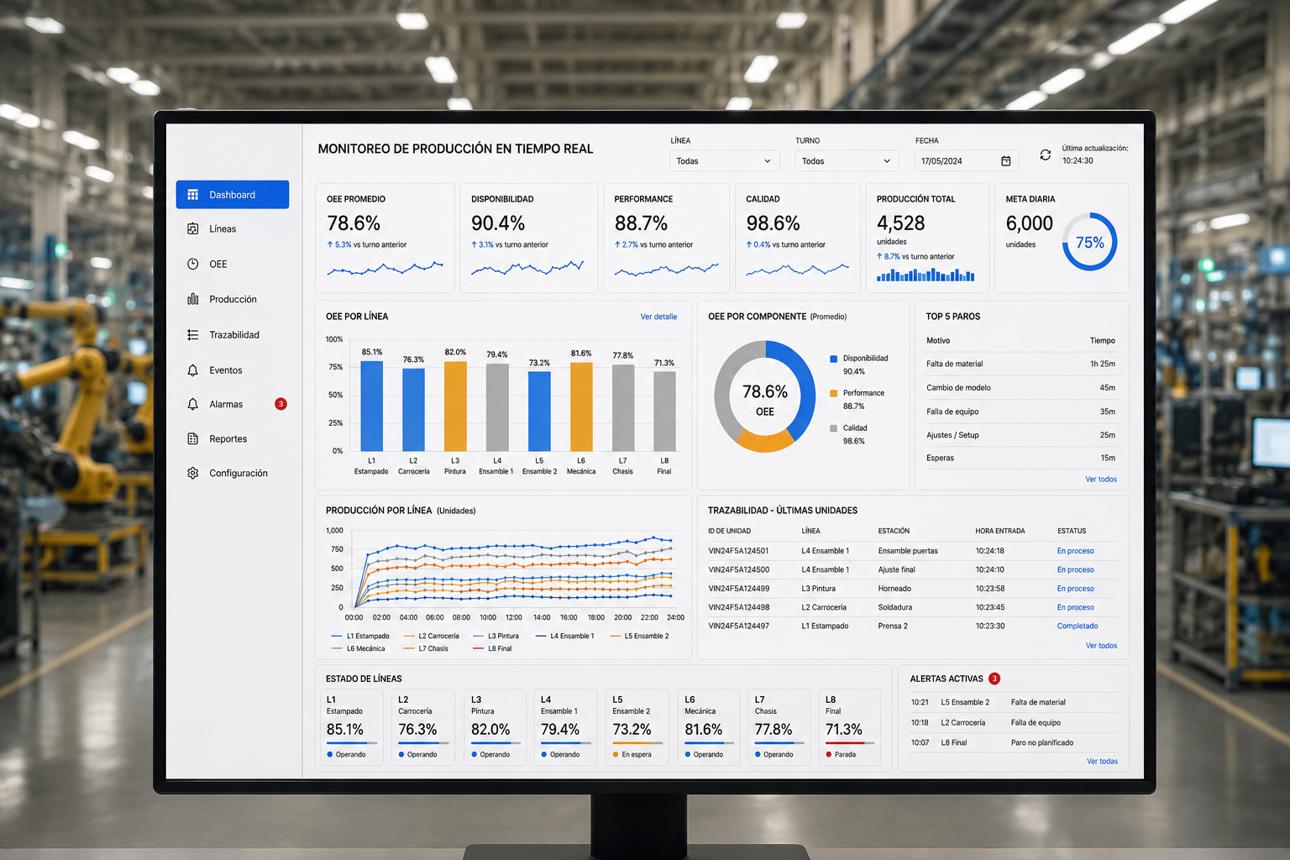 MONITOREO DE PRODUCCIÓN EN TIEMPO REAL
LÍNEA
Todas
TURNO
Todos
FECHA
17/05/2024
Última actualización:
10:24:30
Dashboard
Líneas
OEE
Producción
Trazabilidad
Eventos
Alarmas 3
Reportes
Configuración
OEE PROMEDIO
78.6%
↑ 5.3% vs turno anterior
DISPONIBILIDAD
90.4%
↑ 3.1% vs turno anterior
PERFORMANCE
88.7%
↑ 2.7% vs turno anterior
CALIDAD
98.6%
↑ 0.4% vs turno anterior
PRODUCCIÓN TOTAL
4,528
unidades
↑ 8.7% vs turno anterior
META DIARIA
6,000
unidades
75%
OEE POR LÍNEA
Ver detalle
100%
75%
50%
25%
0%
85.1% 76.3% 82.0% 79.4% 73.2% 81.6% 77.8% 71.3%
L1 L2 L3 L4 L5 L6 L7 L8
Estampado Carrocería Pintura Ensamble 1 Ensamble 2 Mecánica Chasis Final
OEE POR COMPONENTE (Promedio)
78.6%
OEE
Disponibilidad
90.4%
Performance
88.7%
Calidad
98.6%
TOP 5 PAROS
Motivo Tiempo
Falta de material 1h 25m
Cambio de modelo 45m
Falla de equipo 35m
Ajustes / Setup 25m
Esperas 15m
Ver todos
PRODUCCIÓN POR LÍNEA (Unidades)
1,000
750
500
250
0
00:00 02:00 04:00 06:00 08:00 10:00 12:00 14:00 16:00 18:00 20:00 22:00 24:00
L1 Estampado L2 Carrocería L3 Pintura L4 Ensamble 1 L5 Ensamble 2
L6 Mecánica L7 Chasis L8 Final
TRAZABILIDAD - ÚLTIMAS UNIDADES
ID DE UNIDAD LÍNEA ESTACIÓN HORA ENTRADA ESTATUS
VIN24F5A124501 L4 Ensamble 1 Ensamble puertas 10:24:18 En proceso
VIN24F5A124500 L4 Ensamble 1 Ajuste final 10:24:10 En proceso
VIN24F5A124499 L3 Pintura Horneado 10:23:58 En proceso
VIN24F5A124498 L2 Carrocería Soldadura 10:23:45 En proceso
VIN24F5A124497 L1 Estampado Prensa 2 10:23:30 Completado
Ver todos
ESTADO DE LÍNEAS
L1
Estampado
85.1%
Operando
L2
Carrocería
76.3%
Operando
L3
Pintura
82.0%
Operando
L4
Ensamble 1
79.4%
Operando
L5
Ensamble 2
73.2%
En espera
L6
Mecánica
81.6%
Operando
L7
Chasis
77.8%
Operando
L8
Final
71.3%
Parada
ALERTAS ACTIVAS 3
10:21 L5 Ensamble 2 Falta de material
10:18 L2 Carrocería Falla de equipo
10:07 L8 Final Paro no planificado
Ver todas